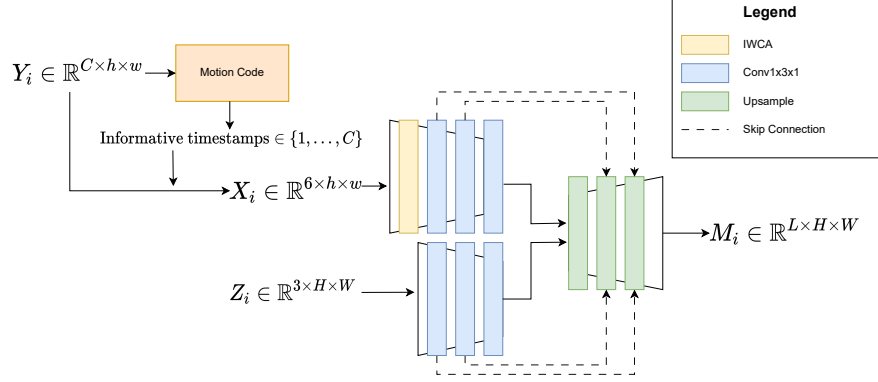 Legend
IWCA
Conv1x3x1
Upsample
Skip Connection
Y_i ∈ ℝ^{C×h×w}
Motion Code
Informative timestamps ∈ {1, …, C}
X_i ∈ ℝ^{6×h×w}
M_i ∈ ℝ^{L×H×W}
Z_i ∈ ℝ^{3×H×W}